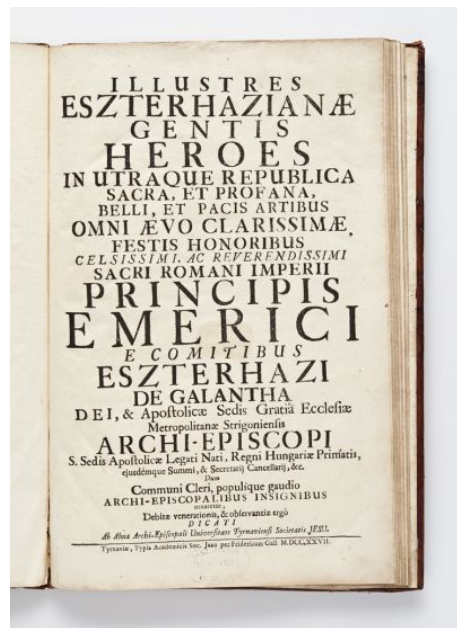 ILLUSTRES
ESZTERHAZIANÆ
GENTIS
HEROES
IN UTRAQUE REPUBLICA
SACRA, ET PROFANA,
BELLI, ET PACIS ARTIBUS
OMNI ÆVO CLARISSIMÆ,
FESTIS HONORIBUS
CELSISSIMI, AC REVERENDISSIMI
SACRI ROMANI IMPERII
PRINCIPIS
EMERICI
E COMITIBUS
ESZTERHAZI
DE GALANTHA
DEI, & Apostolicæ Sedis Gratiâ Ecclesiæ
Metropolitanæ Strigoniensis
ARCHI-EPISCOPI
S. Sedis Apostolicæ Legati Nati, Regni Hungariæ Primatis,
ejusdémque Summi, & Secretarij Cancellarij, &c.
Dum
Communi Cleri, populique gaudio
ARCHI-EPISCOPALIBUS INSIGNIBUS
ornaretur,
Debitæ venerationis, & observantiæ ergò
DICATI
Ab Alma Archi-Episcopali Universitate Tyrnaviensi Societatis JESU.
Tyrnaviæ, Typis Academicis Soc. Jesu per Fridericum Gall M.DCC.XXVII.